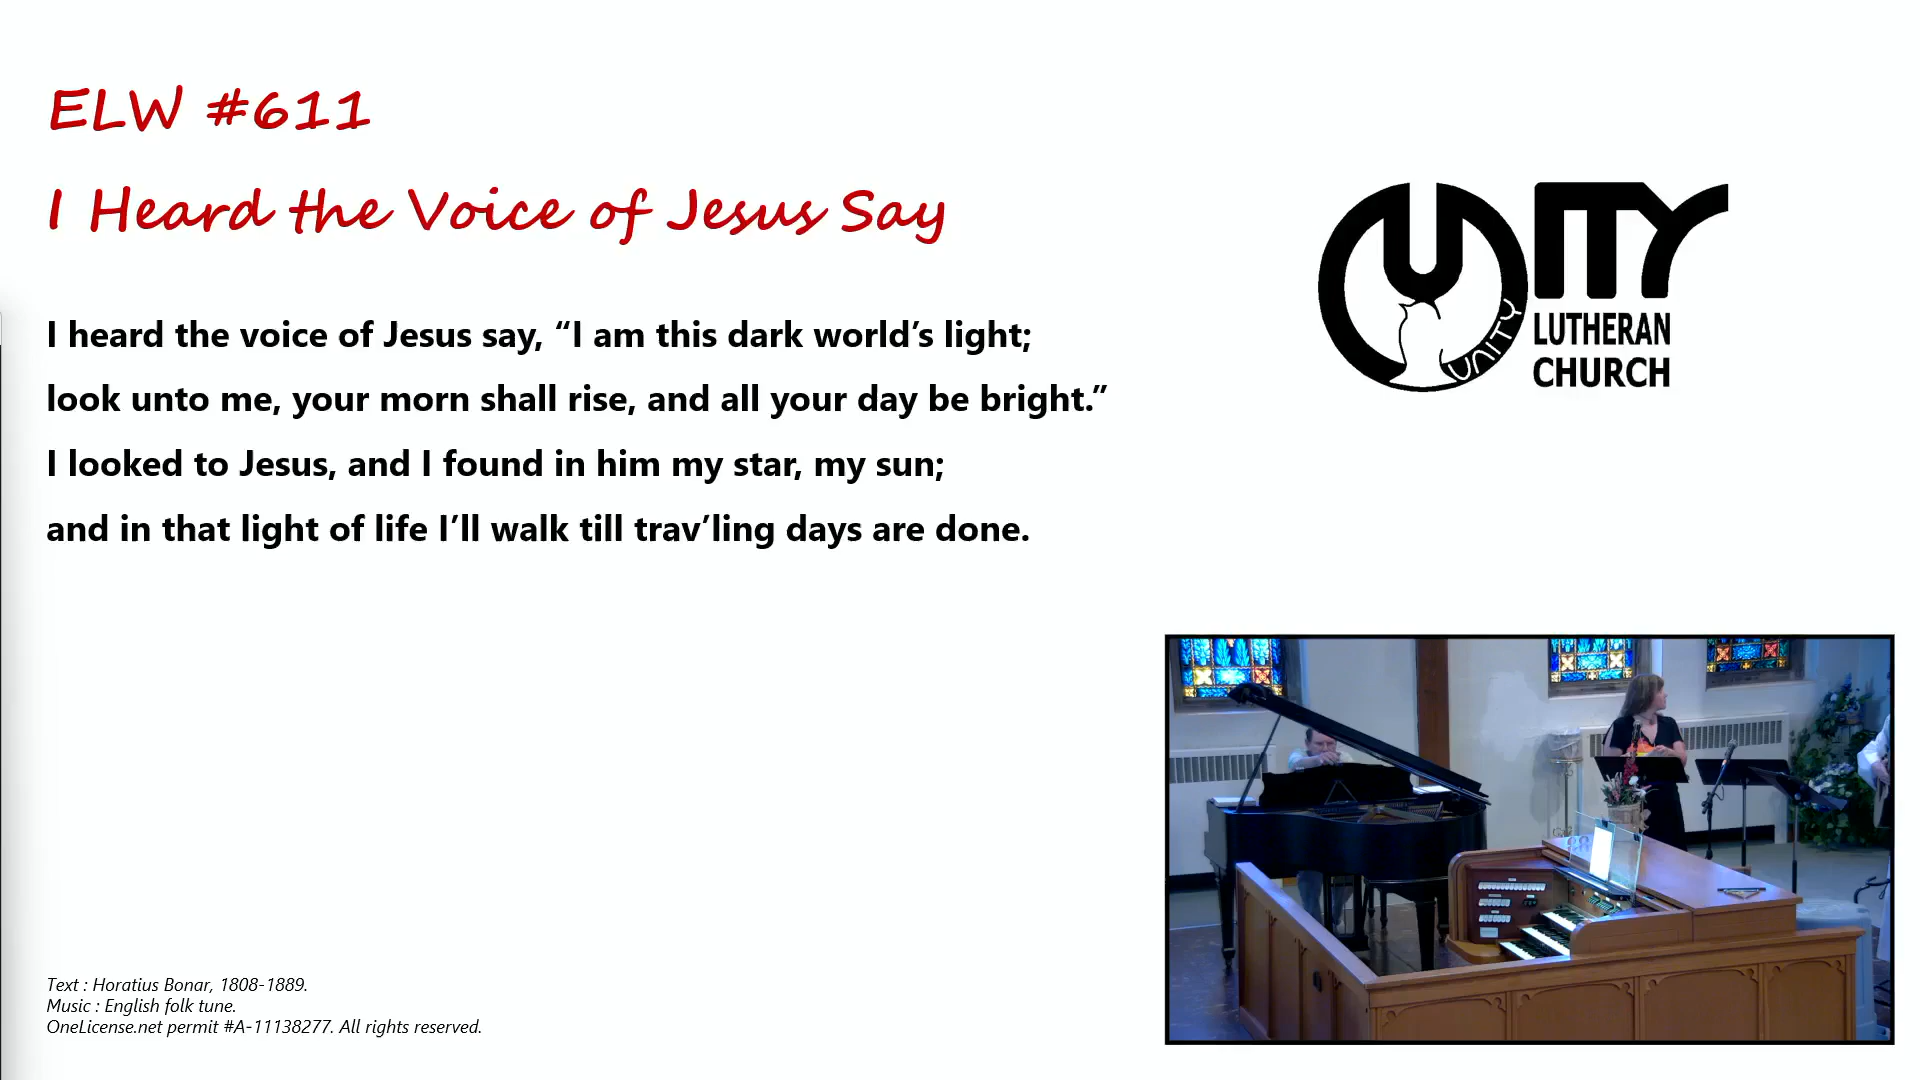 ELW #611
I Heard the Voice of Jesus Say
I heard the voice of Jesus say, “I am this dark world’s light;
look unto me, your morn shall rise, and all your day be bright.”
I looked to Jesus, and I found in him my star, my sun;
and in that light of life I’ll walk till trav’ling days are done.
UNITY
LUTHERAN
CHURCH
UNITY
Text : Horatius Bonar, 1808-1889.
Music : English folk tune.
OneLicense.net permit #A-11138277. All rights reserved.